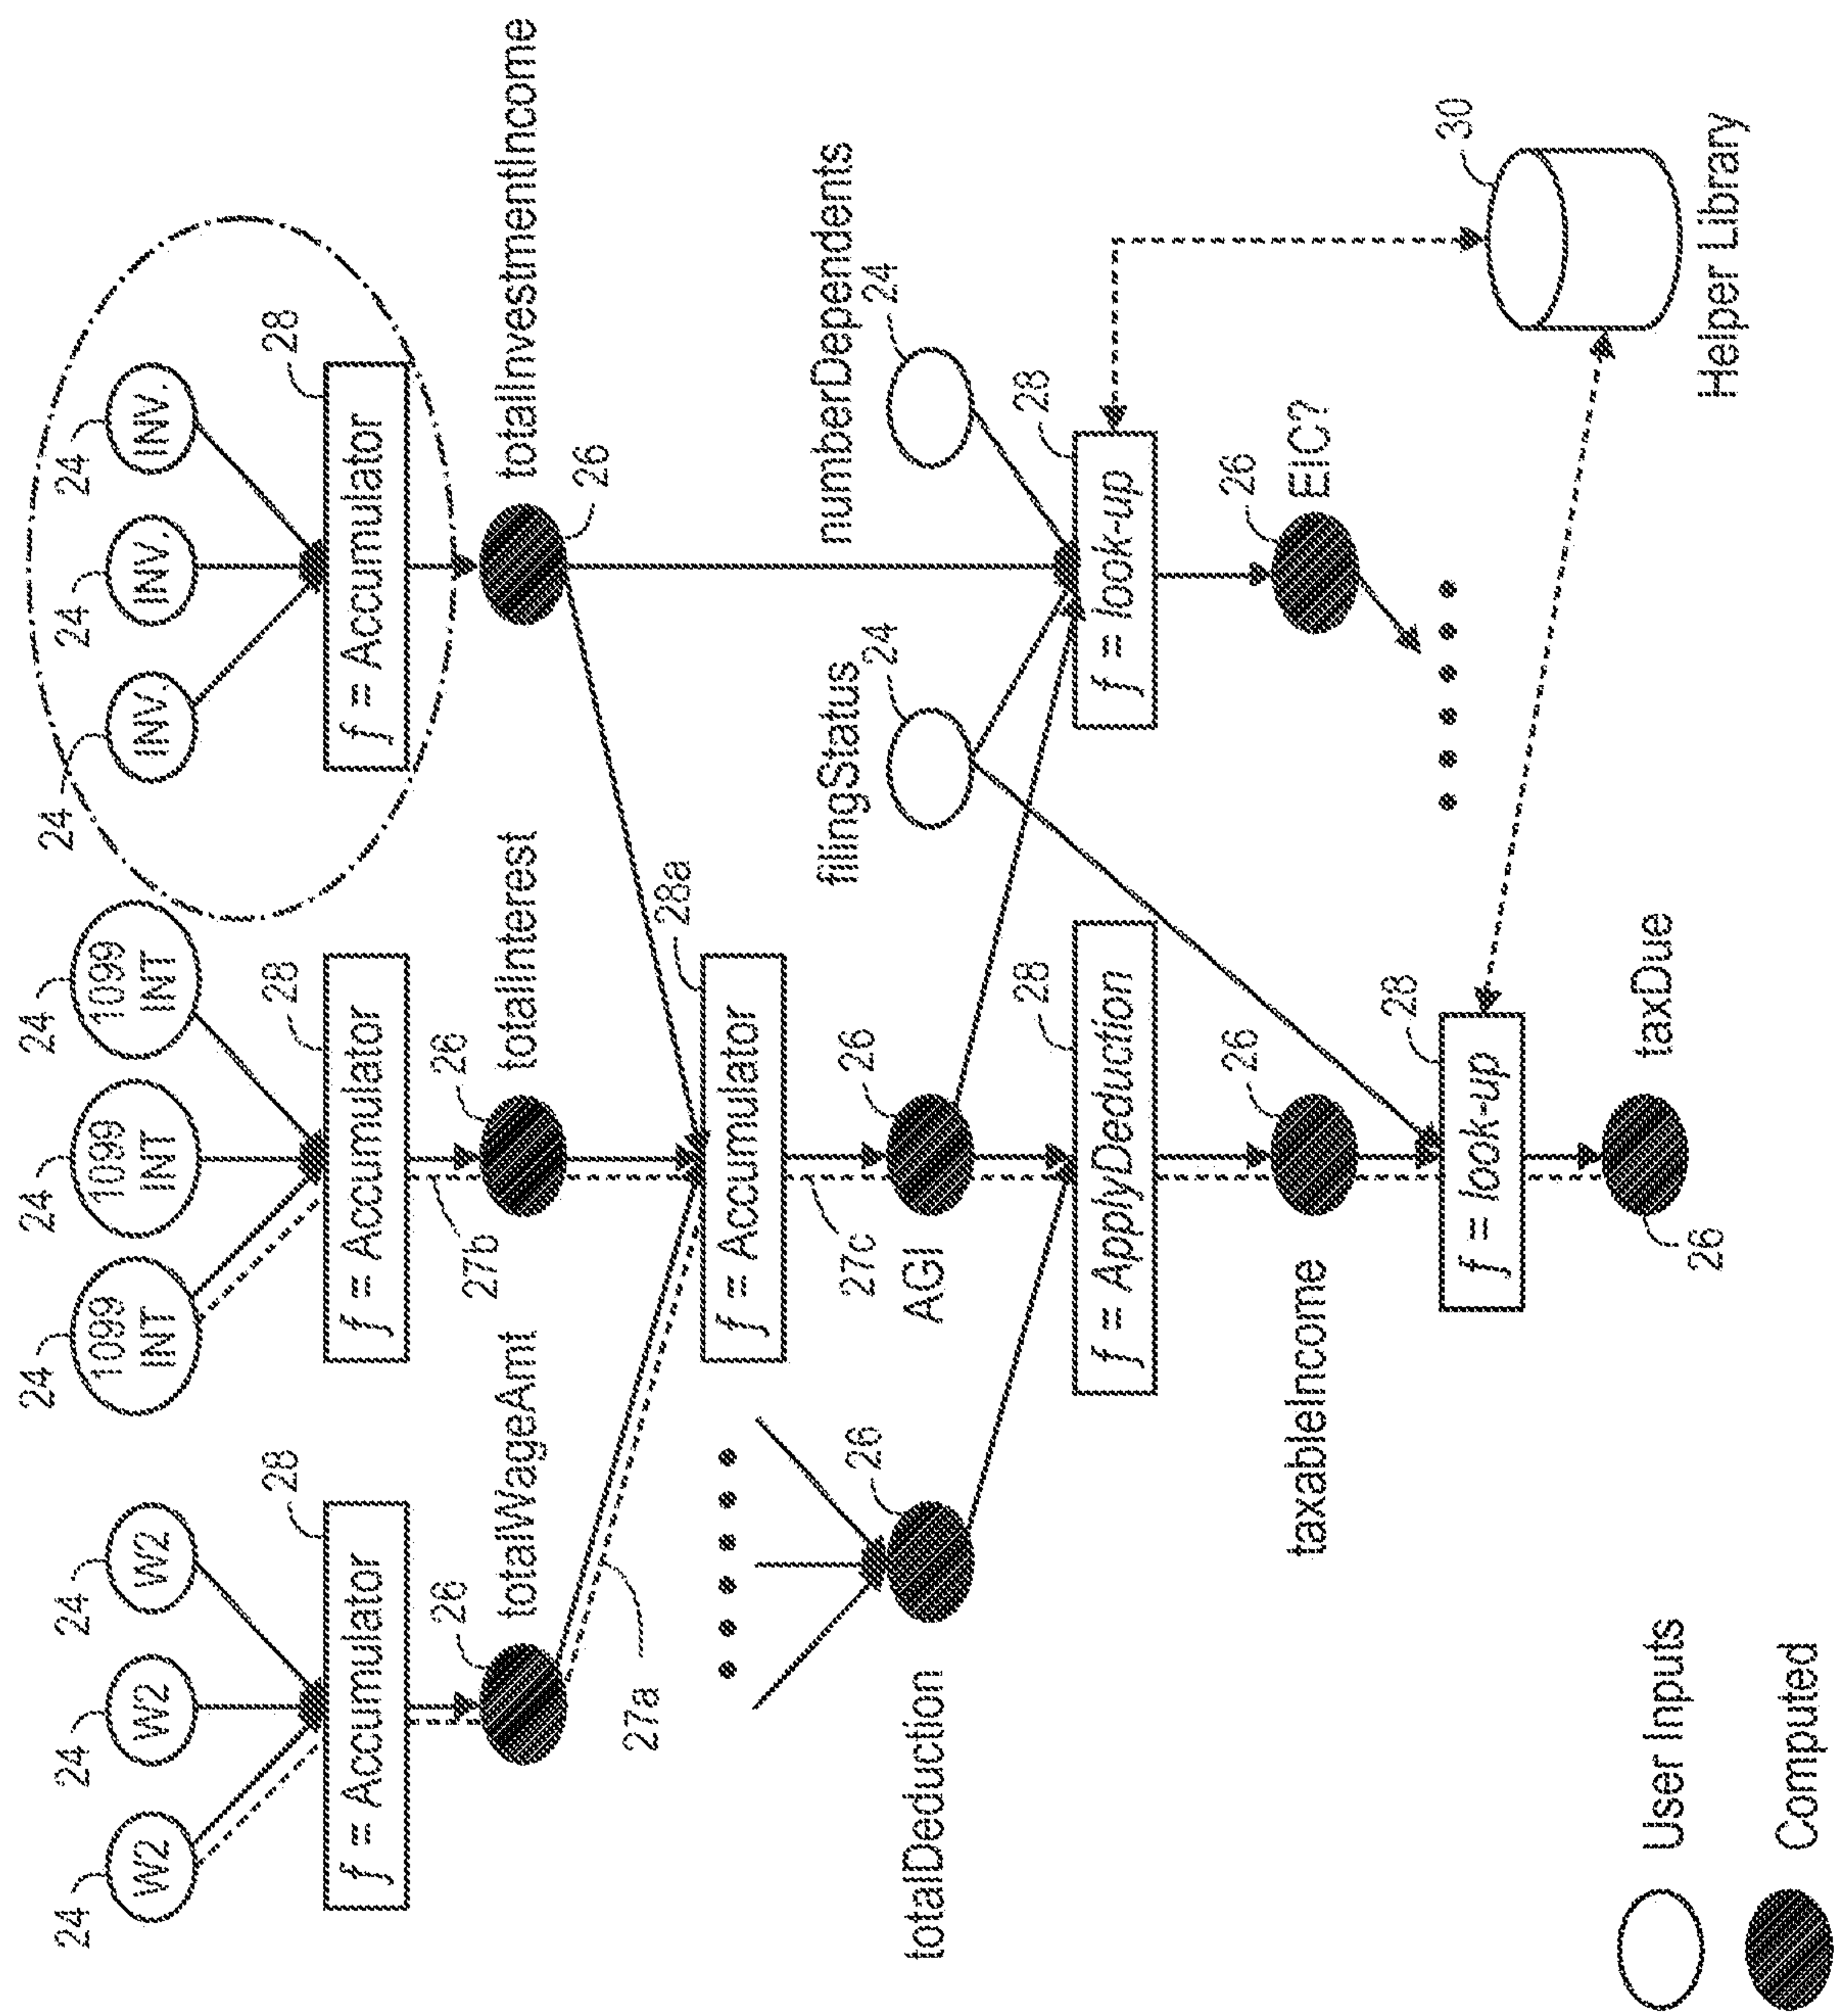 24
24
24
24
24
24
24
24
24
W2
W2
W2
1099
INT
1099
INT
1099
INT
INV.
INV.
INV.
28
28
28
f = Accumulator
f = Accumulator
f = Accumulator
26
totalWageAmt
27b
26
totalInterest
totalInvestmentIncome
26
27a
28a
f = Accumulator
totalDeduction
26
27c
AGI
26
filingStatus
24
numberDependents
24
28
f = ApplyDeduction
28
f = look-up
taxableIncome
26
26
EIC?
28
f = look-up
30
Helper Library
26
taxDue
User Inputs
Computed